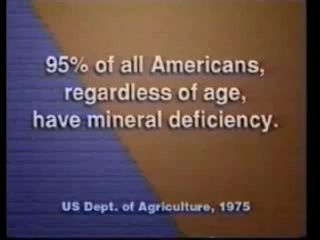 95% of all Americans,
regardless of age,
have mineral deficiency.
US Dept. of Agriculture, 1975